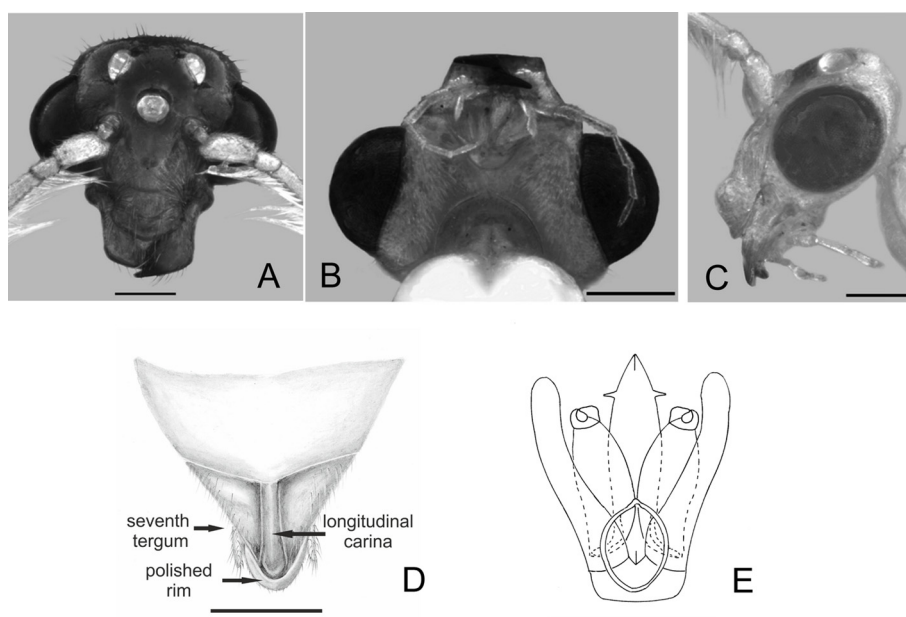 A
B
C
seventh
tergum
longitudinal
carina
polished
rim
D
E